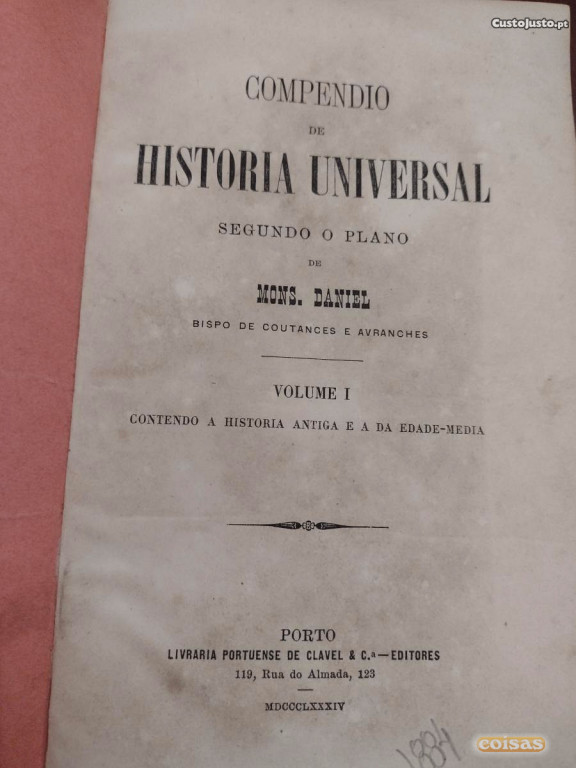 CustoJusto.pt
COMPENDIO
DE
HISTORIA UNIVERSAL
SEGUNDO O PLANO
DE
MONS. DANIEL
BISPO DE COUTANCES E AVRANCHES
VOLUME I
CONTENDO A HISTORIA ANTIGA E A DA EDADE-MEDIA
PORTO
LIVRARIA PORTUENSE DE CLAVEL & C.ª—EDITORES
119, Rua do Almada, 123
MDCCCLXXXIV
1884
coisas